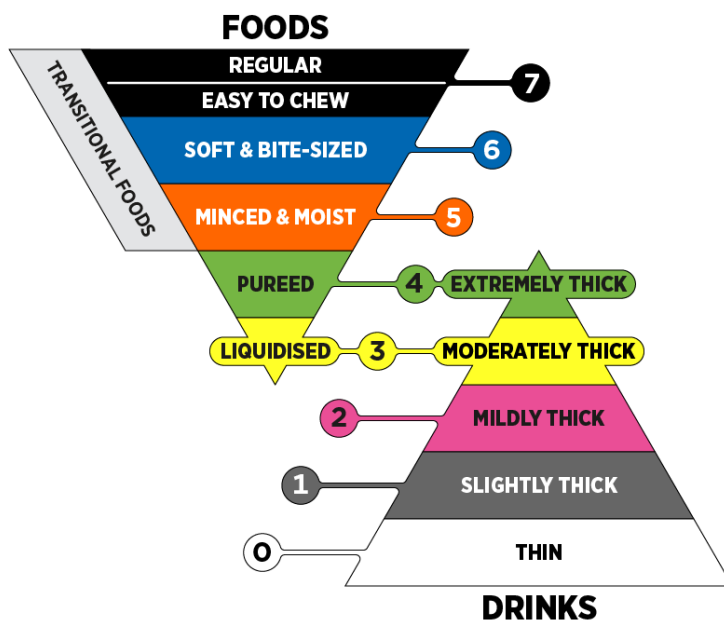 FOODS
REGULAR
7
EASY TO CHEW
TRANSITIONAL FOODS
SOFT & BITE-SIZED
6
MINCED & MOIST
5
PUREED
4
EXTREMELY THICK
LIQUIDISED
3
MODERATELY THICK
2
MILDLY THICK
1
SLIGHTLY THICK
0
THIN
DRINKS